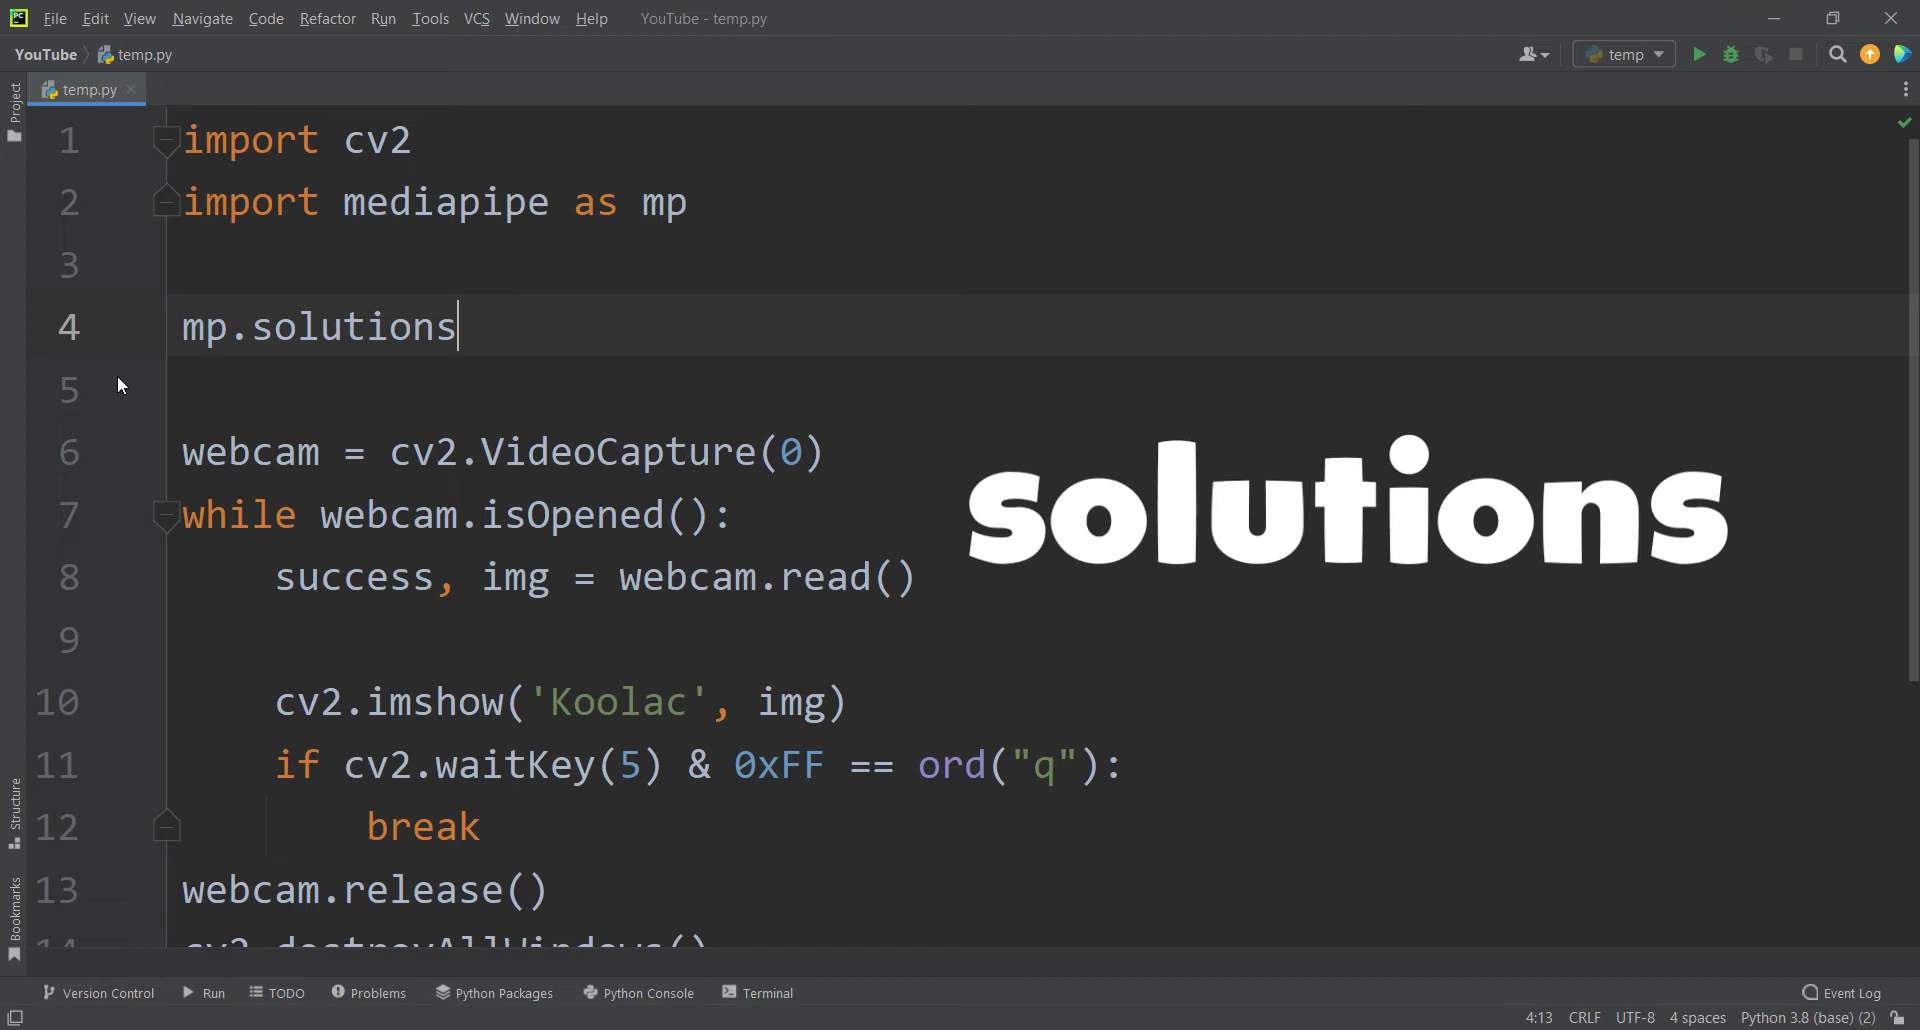 File Edit View Navigate Code Refactor Run Tools VCS Window Help YouTube - temp.py
YouTube temp.py temp
Project
temp.py
1 import cv2
2 import mediapipe as mp
3
4 mp.solutions
5
6 webcam = cv2.VideoCapture(0)
7 while webcam.isOpened():
solutions
8 success, img = webcam.read()
9
10 cv2.imshow('Koolac', img)
11 if cv2.waitKey(5) & 0xFF == ord("q"):
12 break
13 webcam.release()
14 cv2.destroyAllWindows()
Structure
Bookmarks
Version Control Run TODO Problems Python Packages Python Console Terminal Event Log
4:13 CRLF UTF-8 4 spaces Python 3.8 (base) (2)